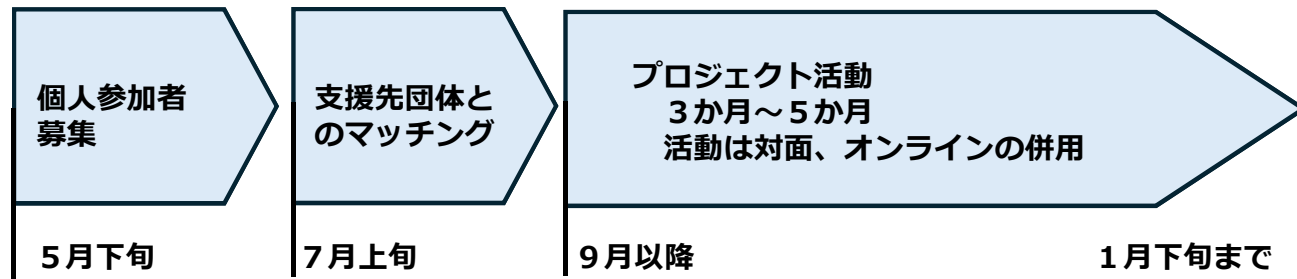 個人参加者
募集
支援先団体と
のマッチング
プロジェクト活動
３か月～５か月
活動は対面、オンラインの併用
５月下旬
７月上旬
９月以降
１月下旬まで